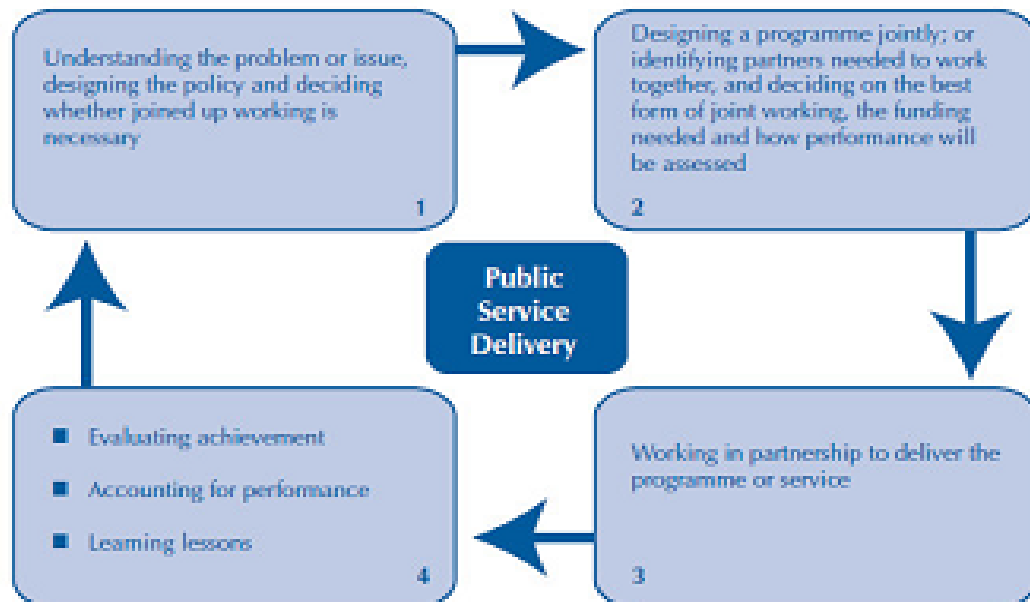 Understanding the problem or issue,
designing the policy and deciding
whether joined up working is
necessary
1
Designing a programme jointly; or
identifying partners needed to work
together, and deciding on the best
form of joint working, the funding
needed and how performance will
be assessed
2
Public
Service
Delivery
Working in partnership to deliver the
programme or service
3
■ Evaluating achievement
■ Accounting for performance
■ Learning lessons
4